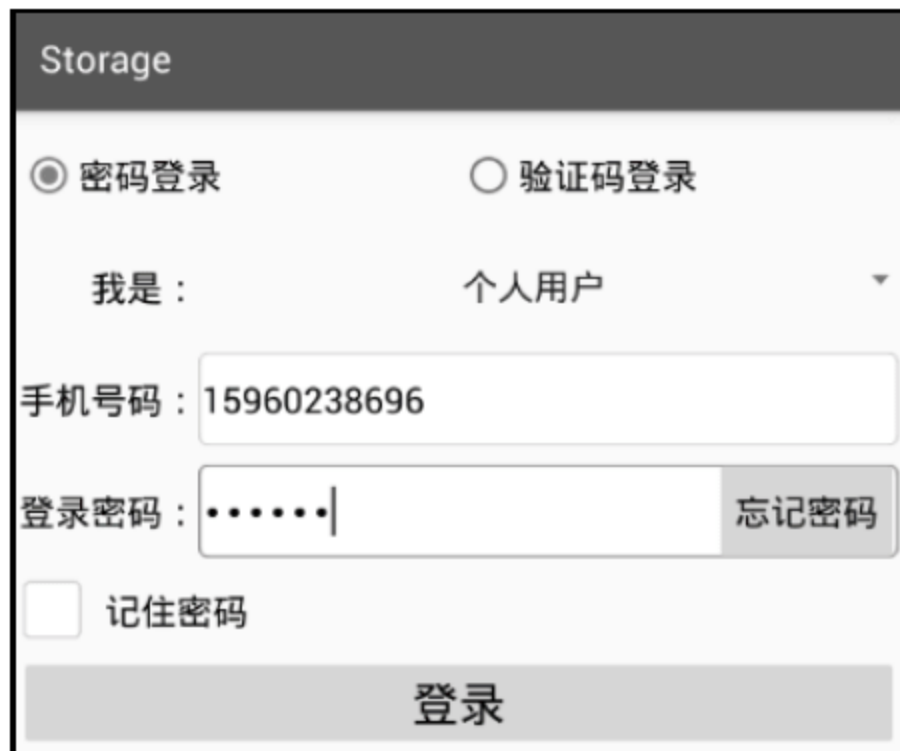 Storage
密码登录 验证码登录
我是： 个人用户
手机号码： 15960238696
登录密码： •••••• 忘记密码
记住密码
登录